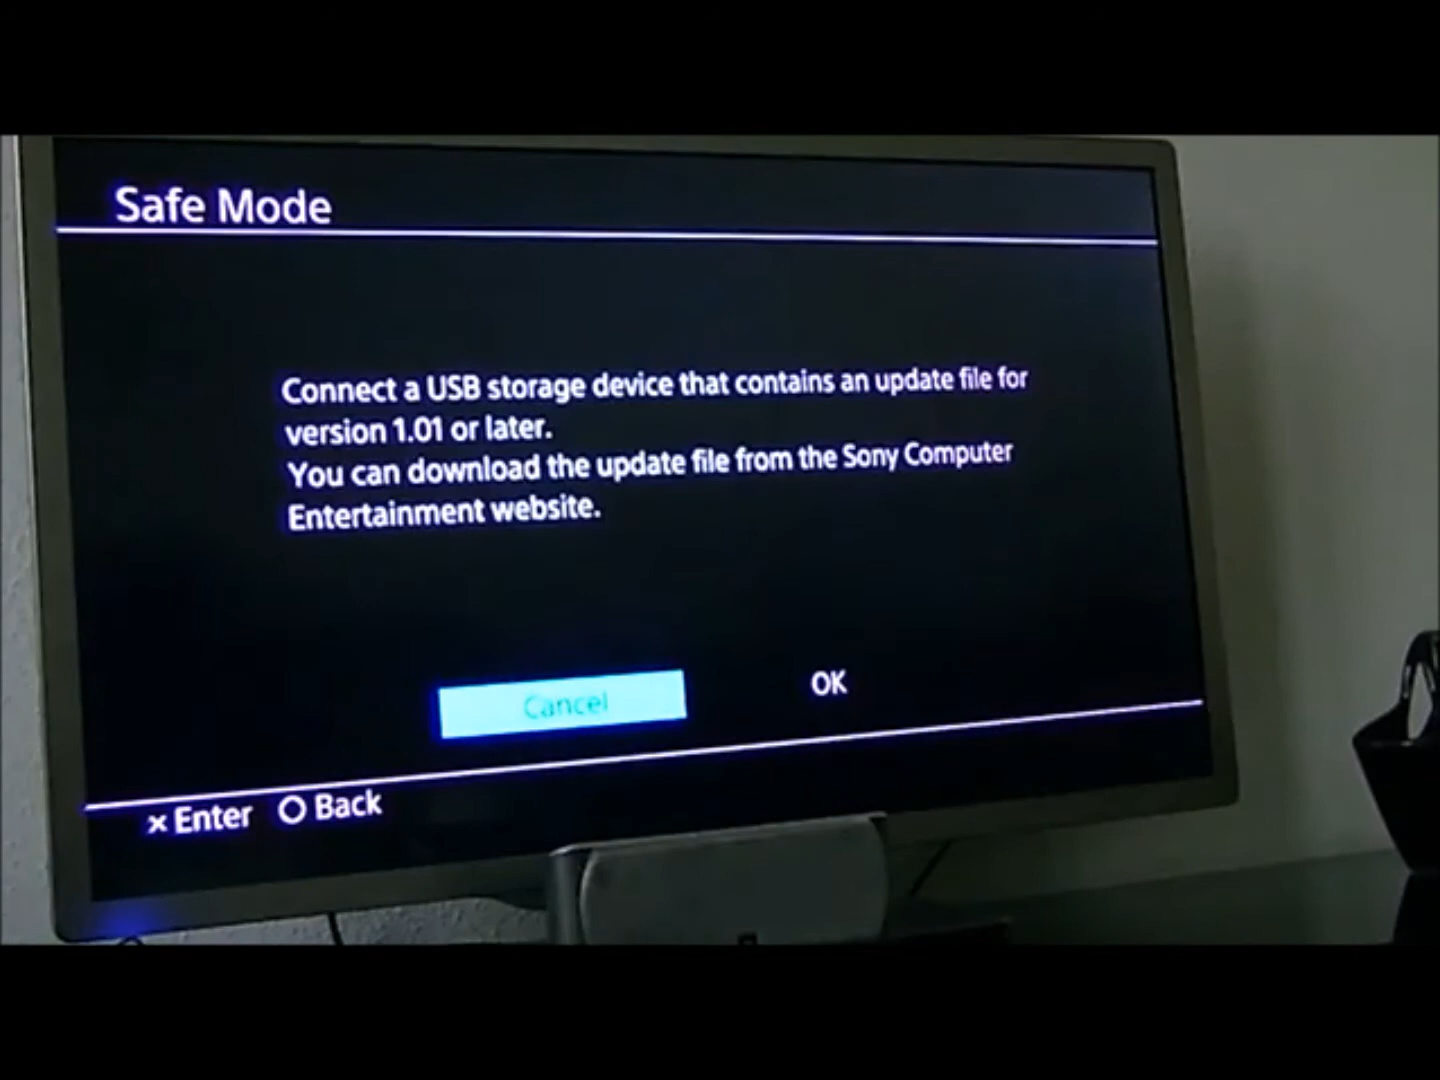 Safe Mode
Connect a USB storage device that contains an update file for
version 1.01 or later.
You can download the update file from the Sony Computer
Entertainment website.
Cancel OK
× Enter ○ Back